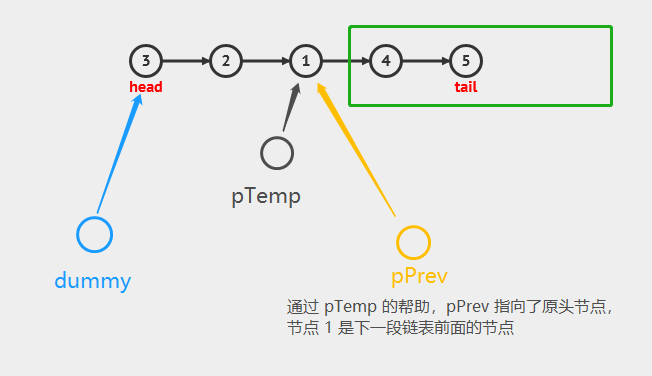 3 2 1 4 5
head tail
pTemp
dummy pPrev
通过 pTemp 的帮助，pPrev 指向了原头节点，
节点 1 是下一段链表前面的节点